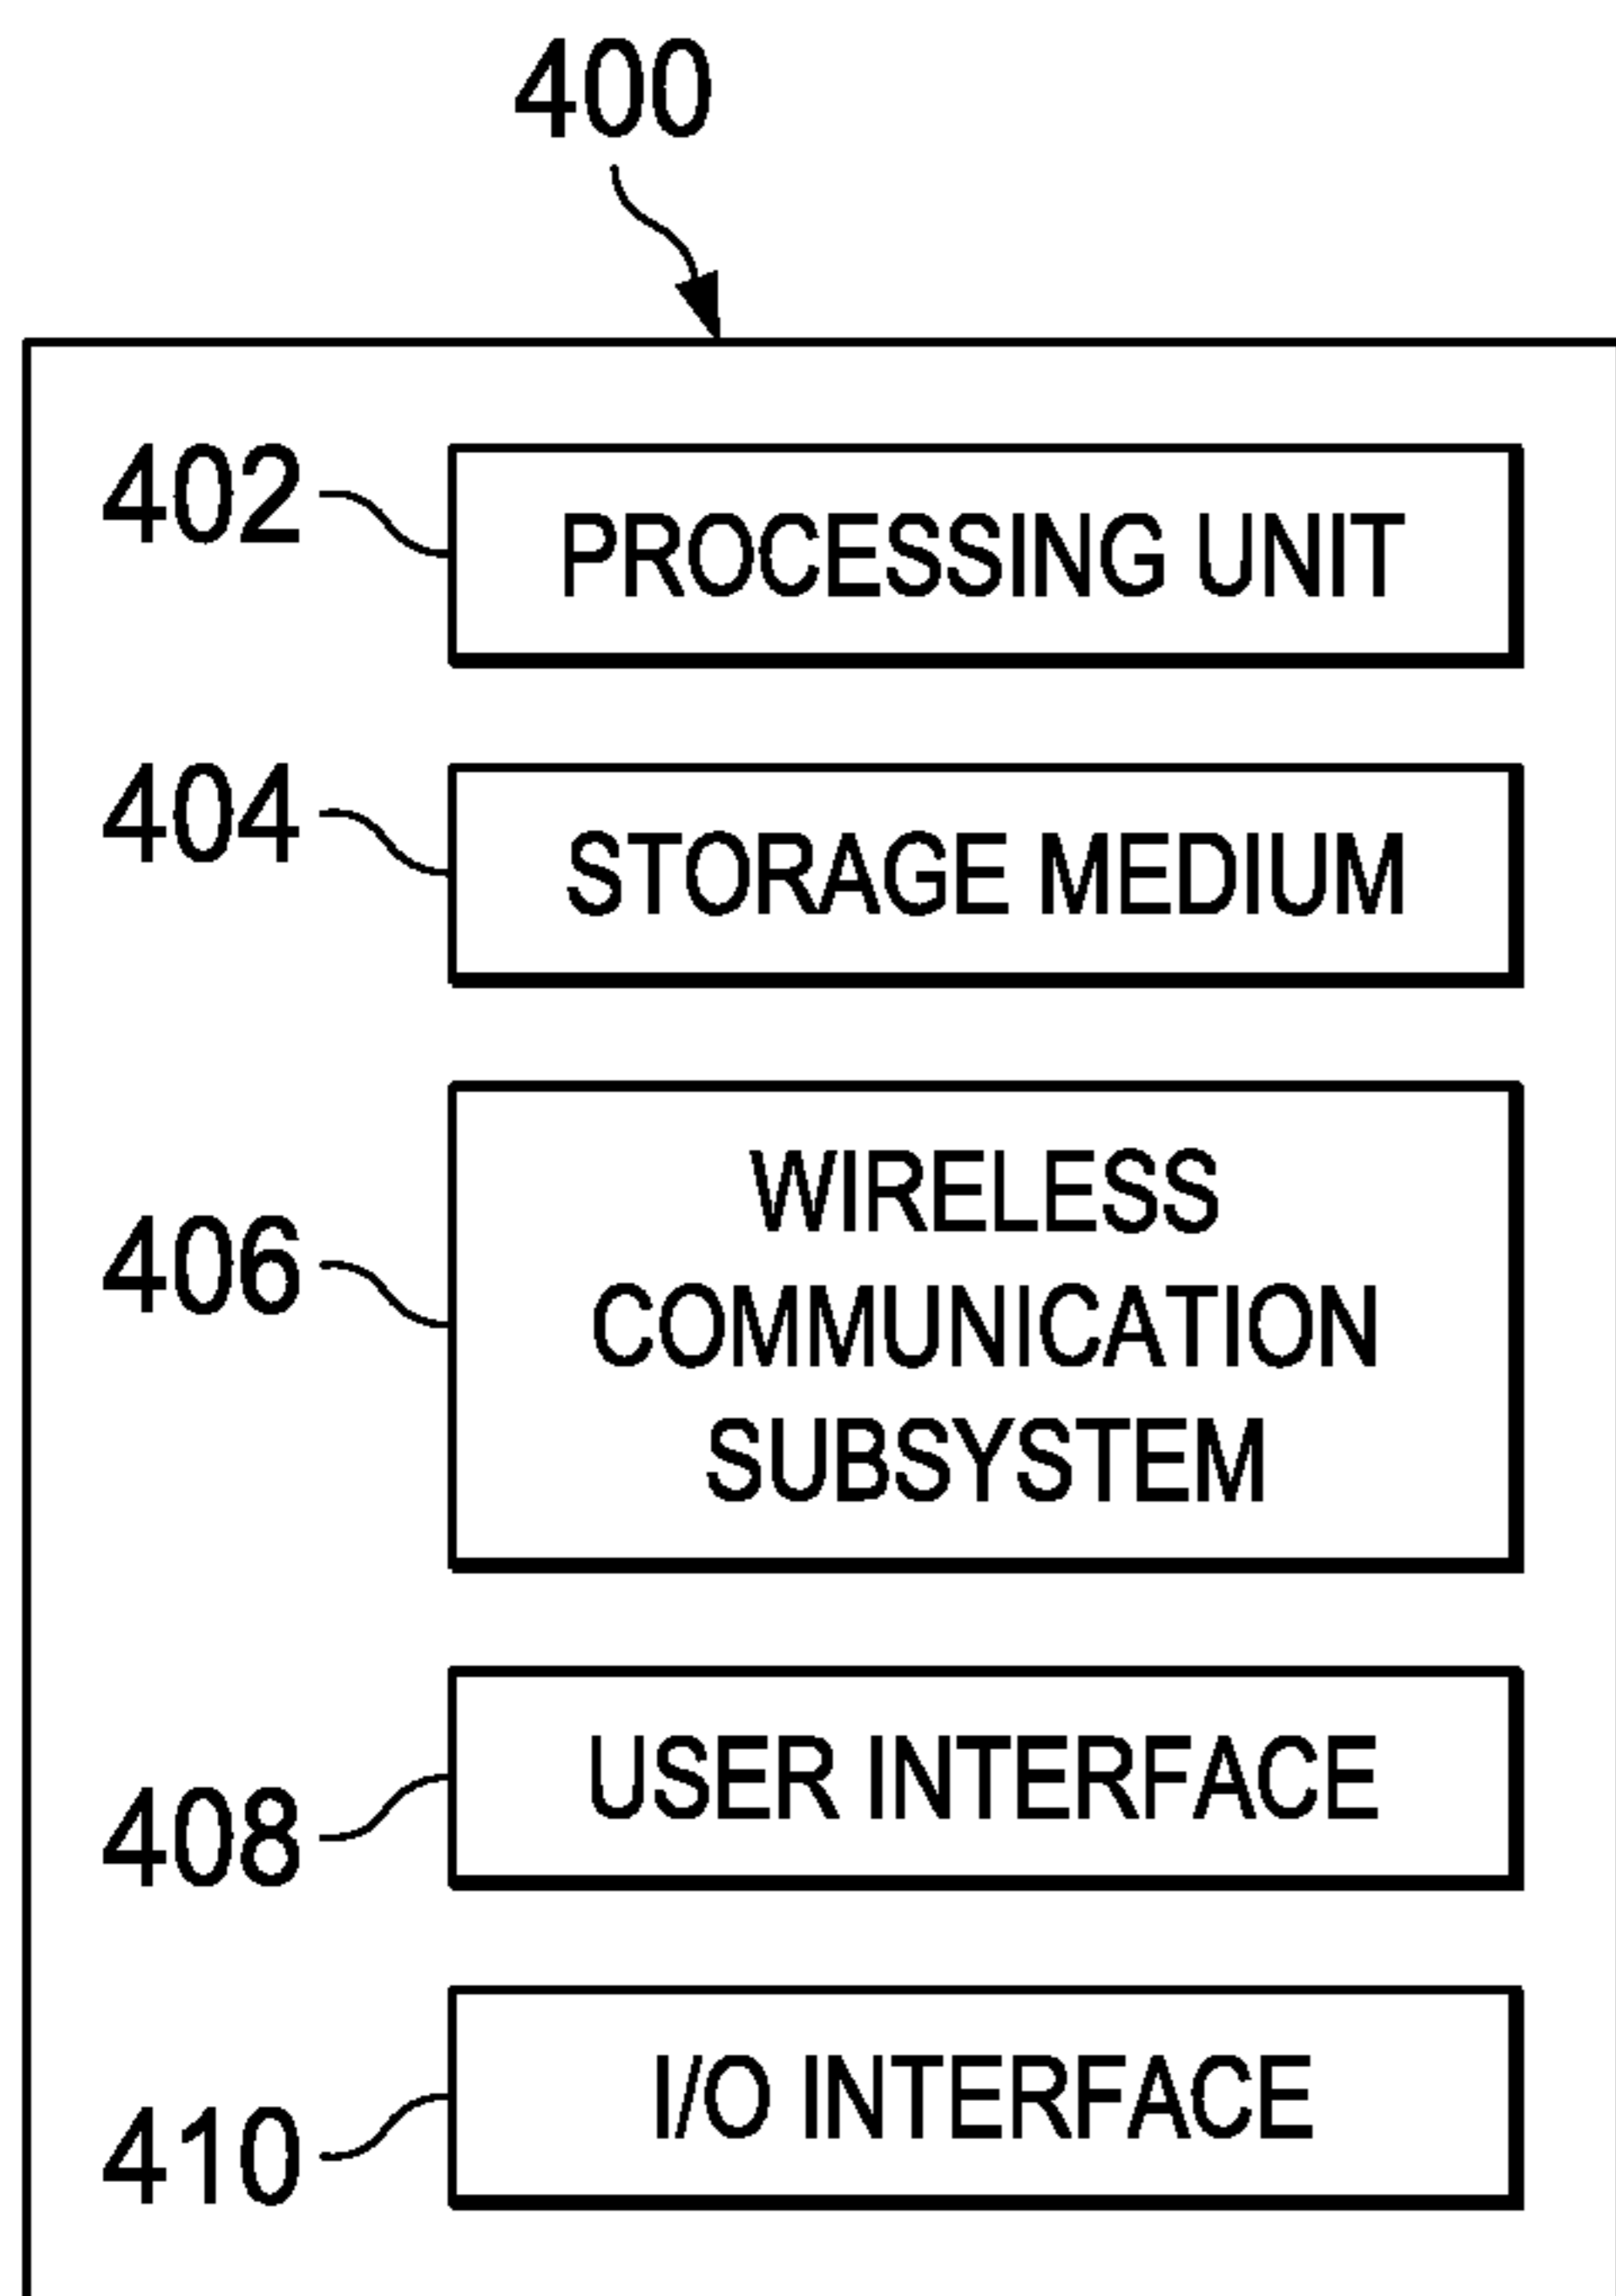 400
402
PROCESSING UNIT
404
STORAGE MEDIUM
406
WIRELESS
COMMUNICATION
SUBSYSTEM
408
USER INTERFACE
410
I/O INTERFACE